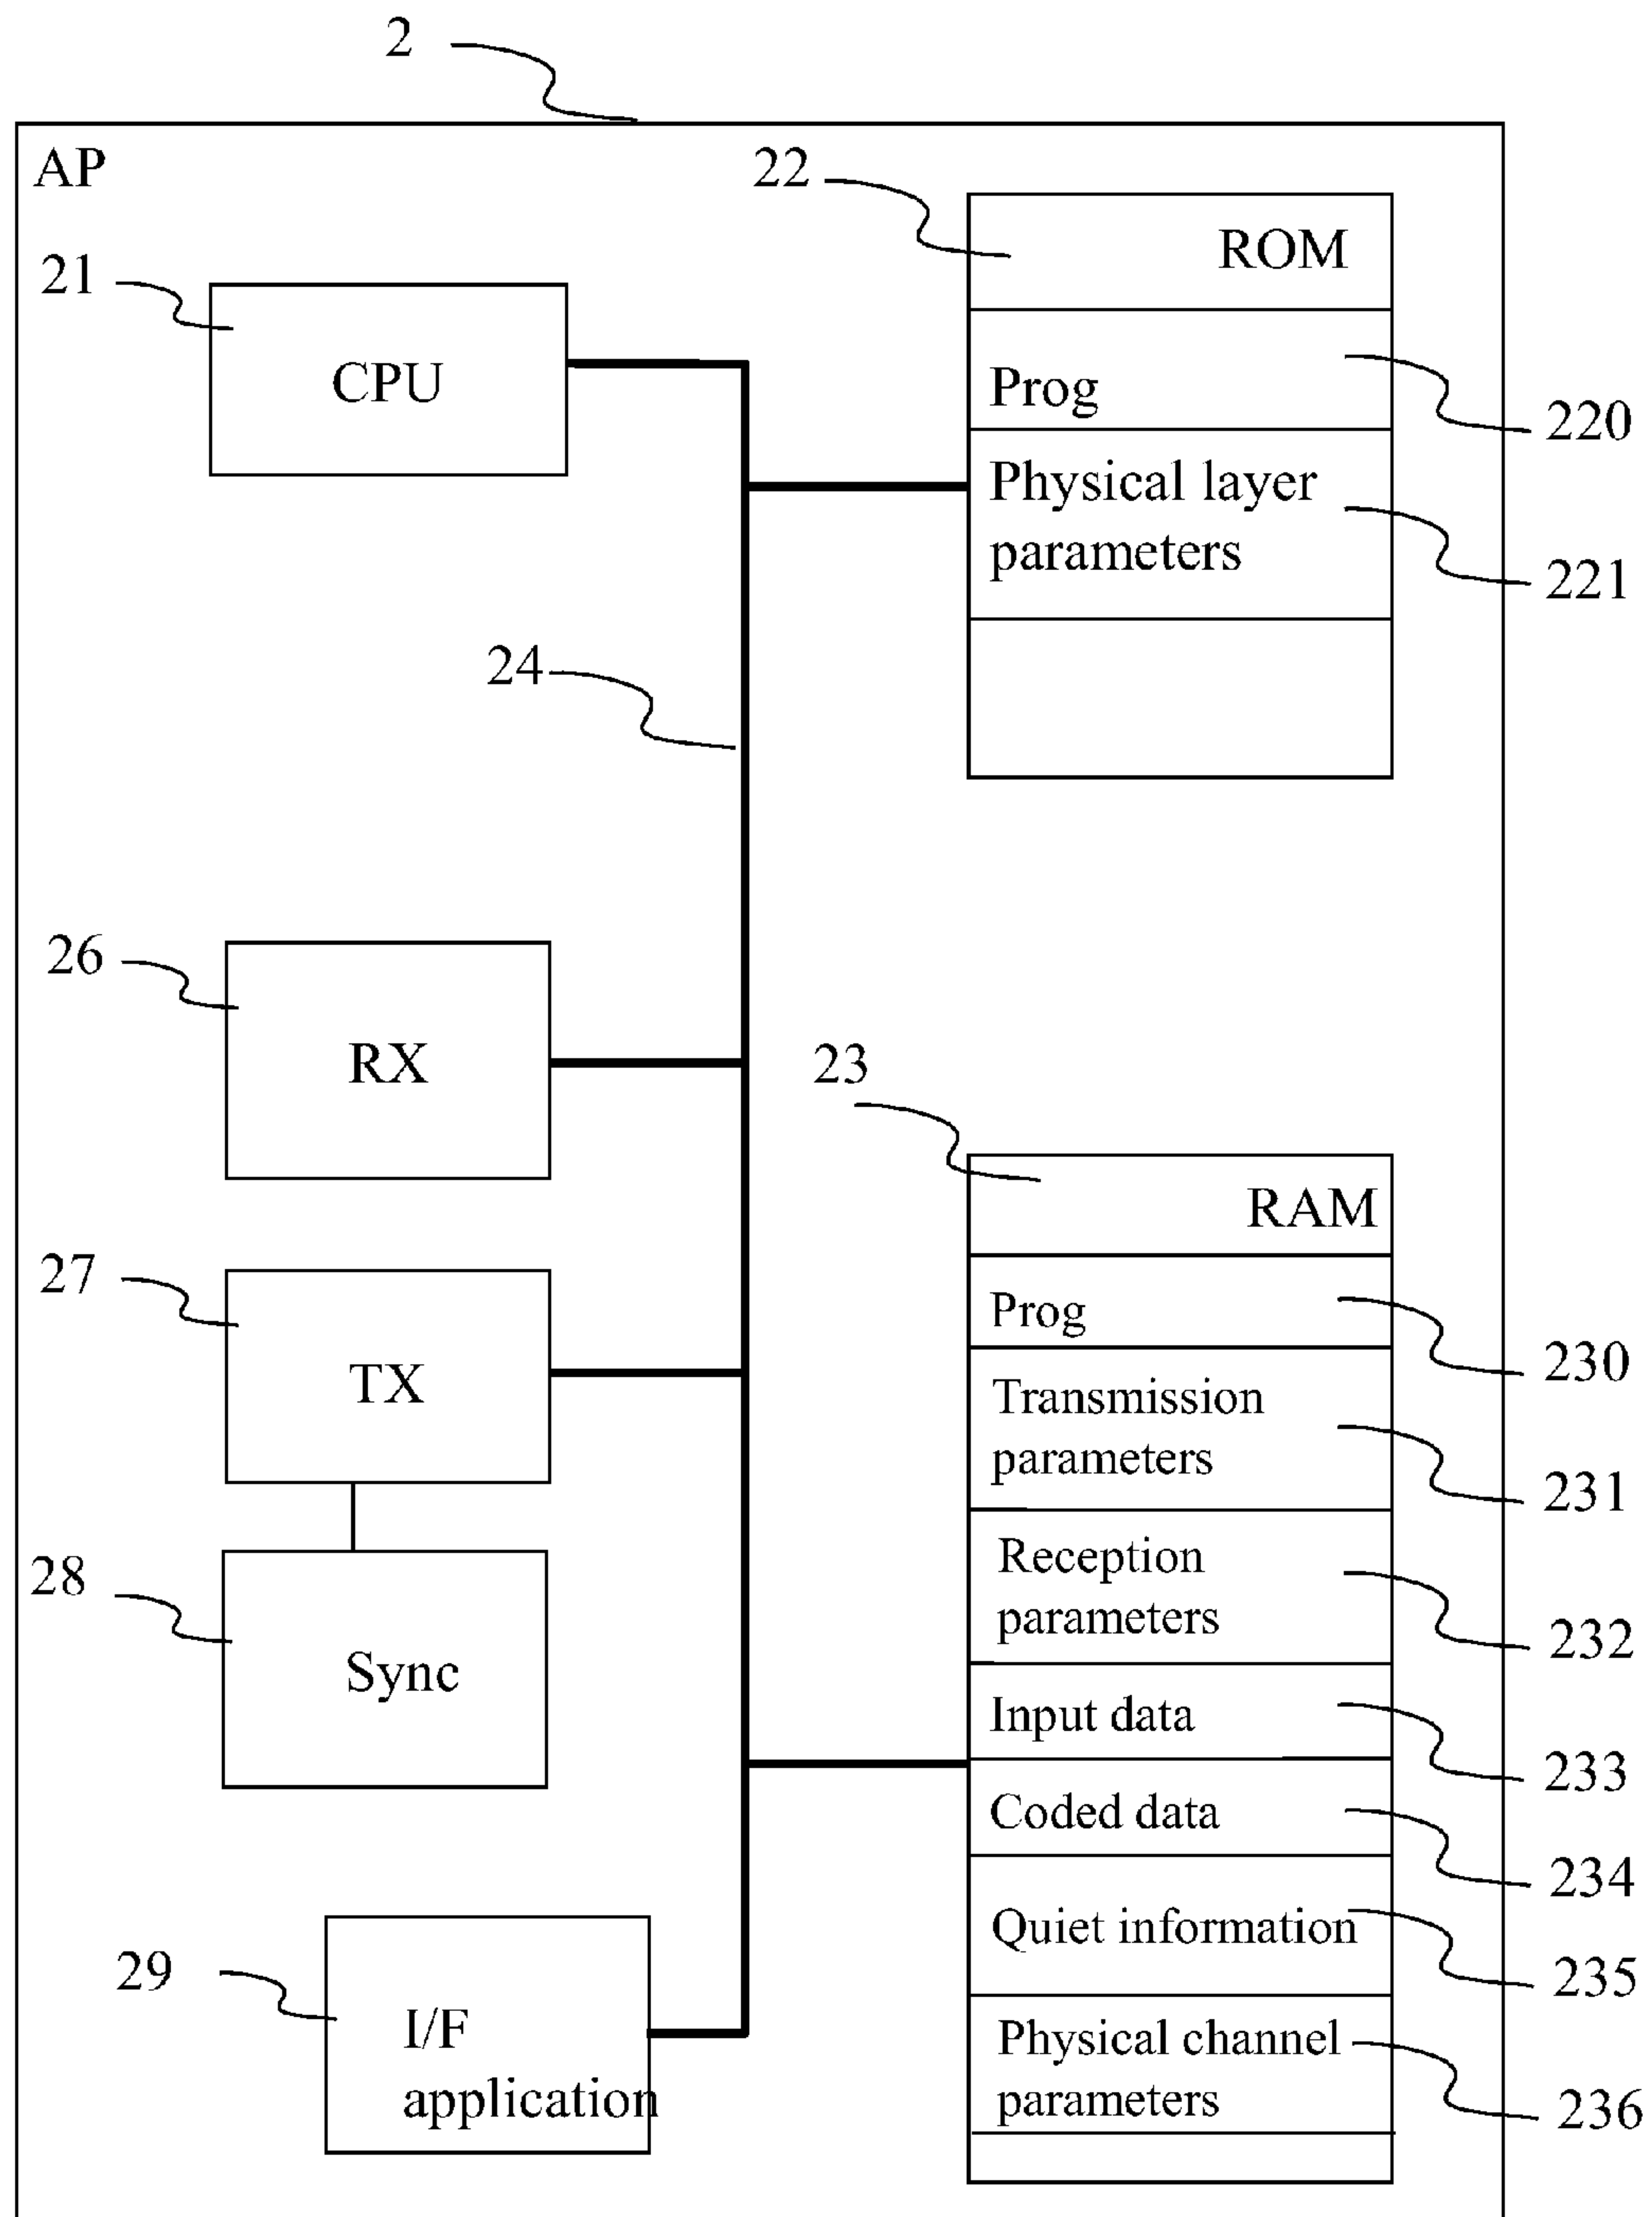 2
AP
22
ROM
21
CPU
Prog
220
Physical layer
parameters
221
24
26
RX
23
RAM
27
TX
Prog
230
Transmission
parameters
231
28
Sync
Reception
parameters
232
Input data
233
Coded data
234
Quiet information
235
29
I/F
application
Physical channel
parameters
236